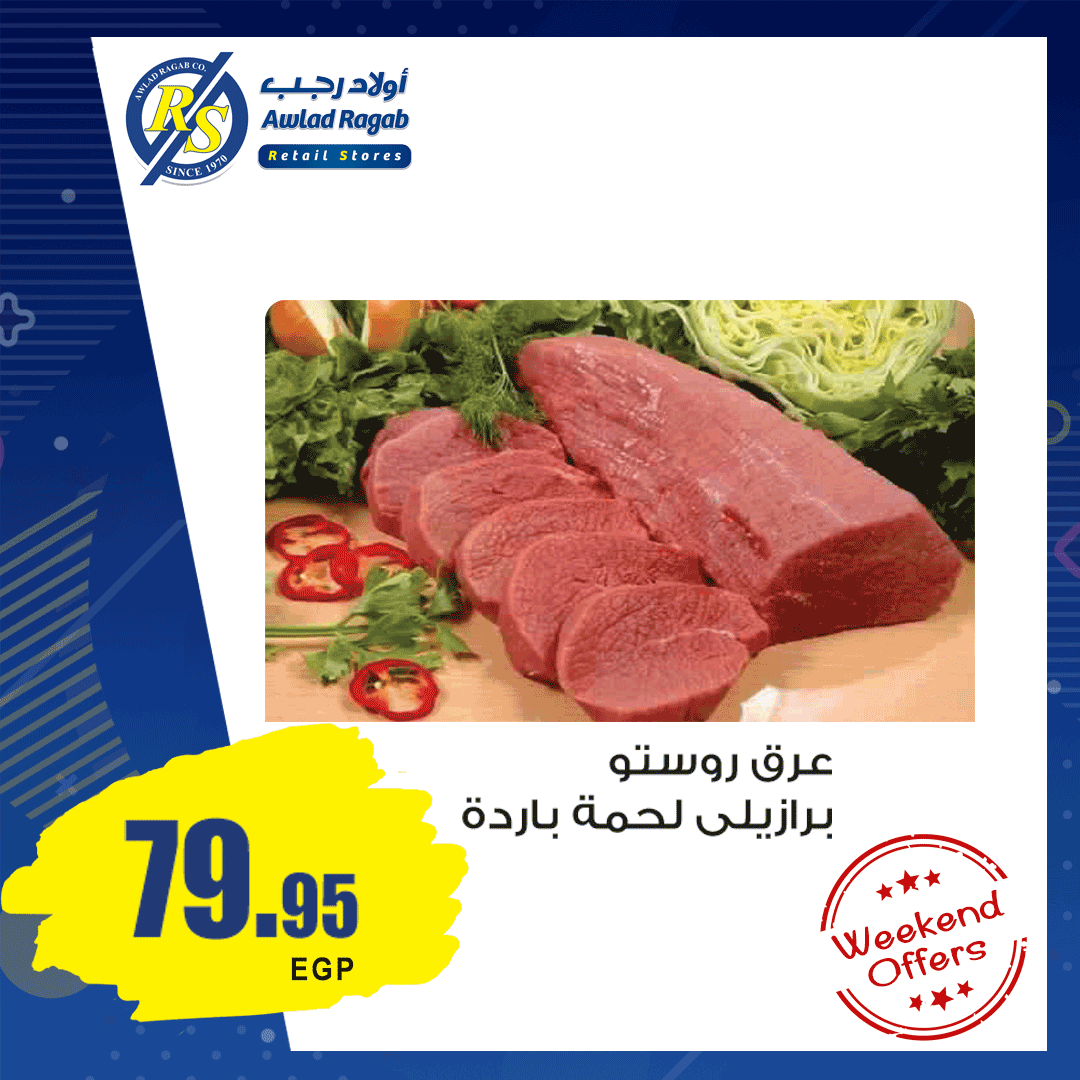 AWLAD RAGAB CO.
RS
SINCE 1970
أولاد رجب
Awlad Ragab
Retail Stores
عرق روستو
برازيلى لحمة باردة
79.95
EGP
Weekend
Offers